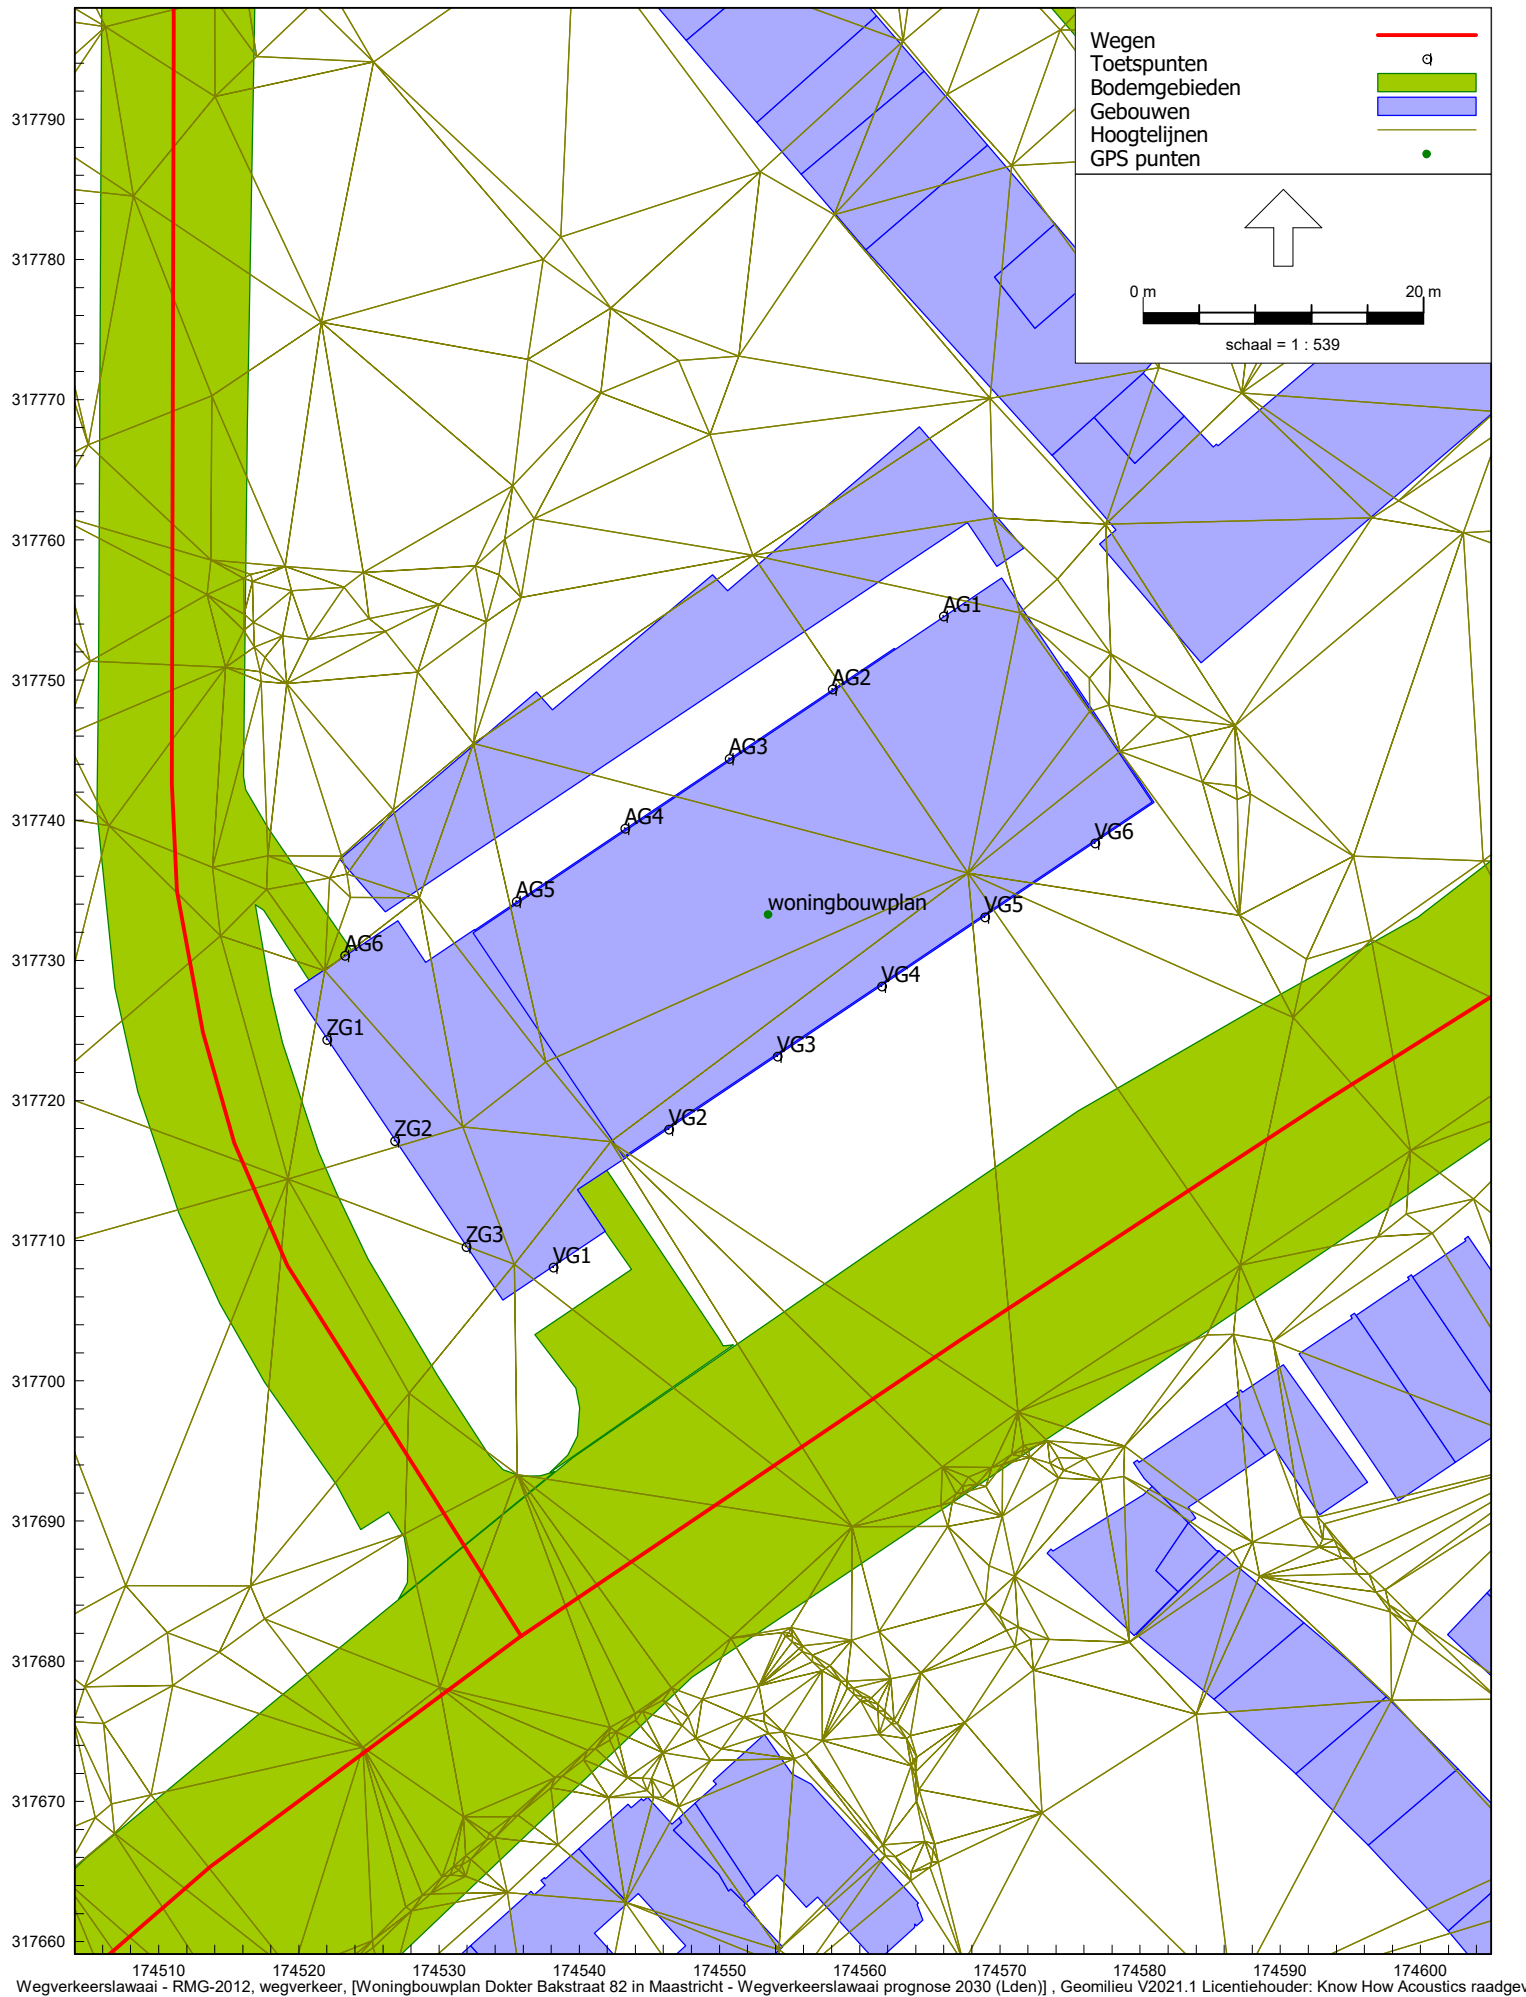 Wegen
Toetspunten
Bodemgebieden
Gebouwen
Hoogtelijnen
GPS punten
0 m 20 m
schaal = 1 : 539
317790
317780
317770
317760
317750
317740
317730
317720
317710
317700
317690
317680
317670
317660
AG1
AG2
AG3
AG4
VG6
AG5
woningbouwplan
VG5
AG6
VG4
ZG1
VG3
VG2
ZG2
ZG3
VG1
174510 174520 174530 174540 174550 174560 174570 174580 174590 174600
Wegverkeerslawaai - RMG-2012, wegverkeer, [Woningbouwplan Dokter Bakstraat 82 in Maastricht - Wegverkeerslawaai prognose 2030 (Lden)] , Geomilieu V2021.1 Licentiehouder: Know How Acoustics raadgev